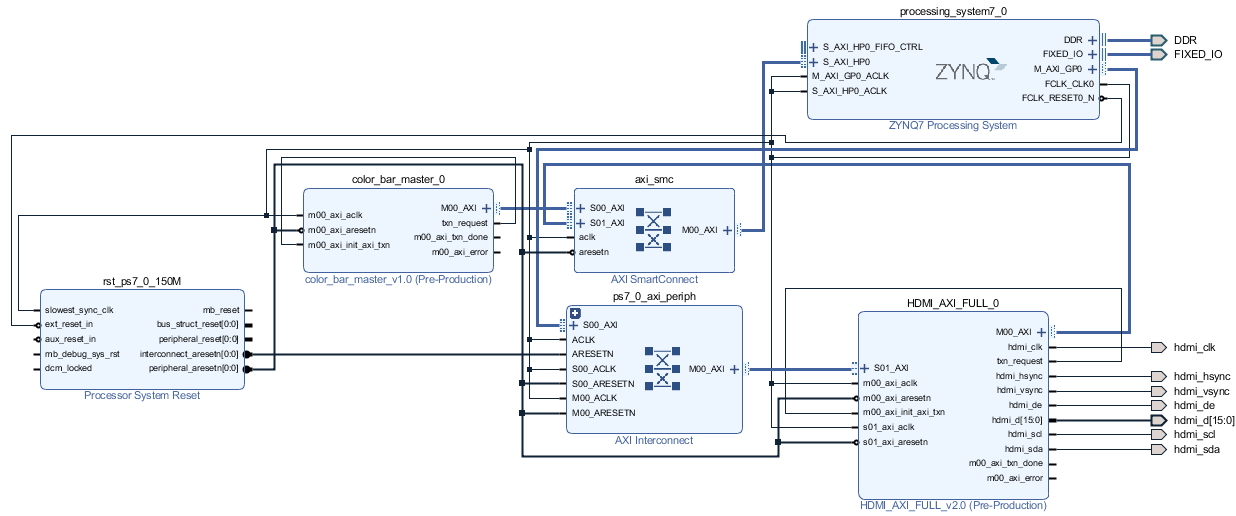 processing_system7_0
S_AXI_HP0_FIFO_CTRL
S_AXI_HP0
M_AXI_GP0_ACLK
S_AXI_HP0_ACLK
ZYNQ
DDR
FIXED_IO
M_AXI_GP0
FCLK_CLK0
FCLK_RESET0_N
ZYNQ7 Processing System
DDR
FIXED_IO
color_bar_master_0
m00_axi_aclk
m00_axi_aresetn
m00_axi_init_axi_txn
M00_AXI
txn_request
m00_axi_txn_done
m00_axi_error
color_bar_master_v1.0 (Pre-Production)
axi_smc
S00_AXI
S01_AXI
aclk
aresetn
M00_AXI
AXI SmartConnect
rst_ps7_0_150M
slowest_sync_clk
ext_reset_in
aux_reset_in
mb_debug_sys_rst
dcm_locked
mb_reset
bus_struct_reset[0:0]
peripheral_reset[0:0]
interconnect_aresetn[0:0]
peripheral_aresetn[0:0]
Processor System Reset
ps7_0_axi_periph
S00_AXI
ACLK
ARESETN
S00_ACLK
S00_ARESETN
M00_ACLK
M00_ARESETN
M00_AXI
AXI Interconnect
HDMI_AXI_FULL_0
S01_AXI
m00_axi_aclk
m00_axi_aresetn
m00_axi_init_axi_txn
s01_axi_aclk
s01_axi_aresetn
M00_AXI
hdmi_clk
txn_request
hdmi_hsync
hdmi_vsync
hdmi_de
hdmi_d[15:0]
hdmi_scl
hdmi_sda
m00_axi_txn_done
m00_axi_error
HDMI_AXI_FULL_v2.0 (Pre-Production)
hdmi_clk
hdmi_hsync
hdmi_vsync
hdmi_de
hdmi_d[15:0]
hdmi_scl
hdmi_sda